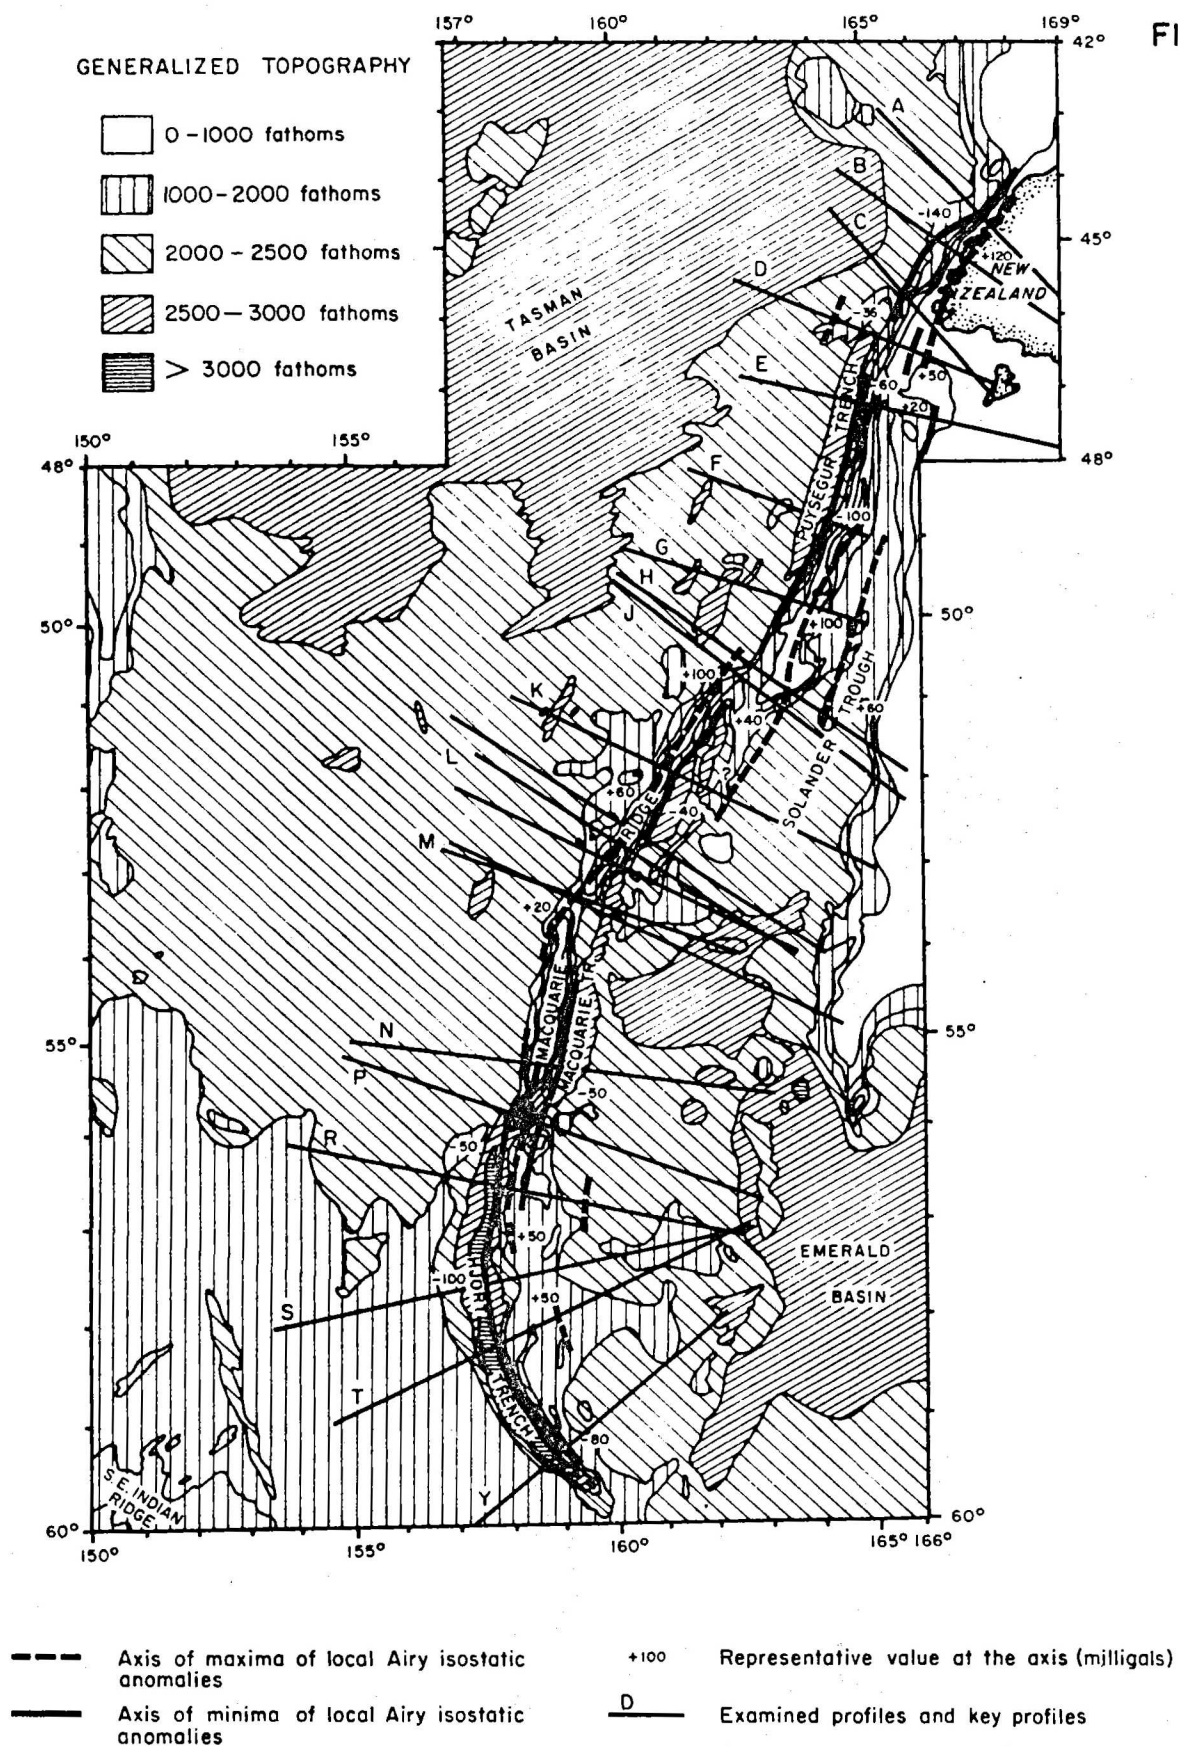 FI
157° 160° 165° 169°
42°
GENERALIZED TOPOGRAPHY
0-1000 fathoms
1000-2000 fathoms
2000-2500 fathoms
2500-3000 fathoms
> 3000 fathoms
A
B
C
-140
45°
+120
NEW
ZEALAND
D
TASMAN
BASIN
-36
E
+50
-60
+20
150° 155°
48° 48°
F
PUYSEGUR TRENCH
-100
G
H
J
50° 50°
+100
+100
K
+40
+60
SOLANDER TROUGH
L
+60
?
-40
RIDGE
M
+20
MACQUARIE
MACQUARIE TR.
N
55° 55°
P
-50
R
-50
+50
EMERALD
BASIN
-100
HJORT
TRENCH
+50
S
T
-80
Y
S.E. INDIAN
RIDGE
60° 60°
150° 155° 160° 165° 166°
Axis of maxima of local Airy isostatic
anomalies
+100 Representative value at the axis (milligals)
Axis of minima of local Airy isostatic
anomalies
D Examined profiles and key profiles